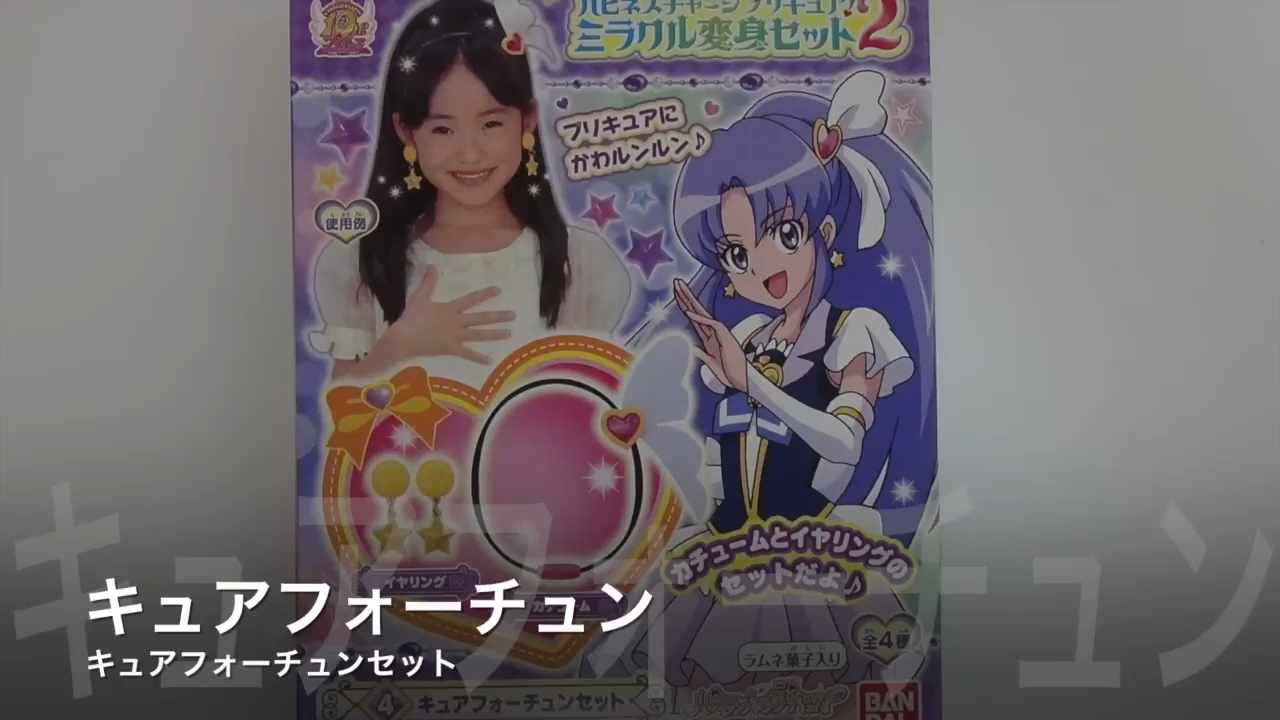 ハピネスチャージプリキュア!
ミラクル変身セット2
プリキュアに
かわルンルン♪
使用例
イヤリング
カチューム
カチュームとイヤリングの
セットだよ♪
全4種
ラムネ菓子入り
キュアフォーチュン
キュアフォーチュンセット
4 キュアフォーチュンセット
BAN
DAI